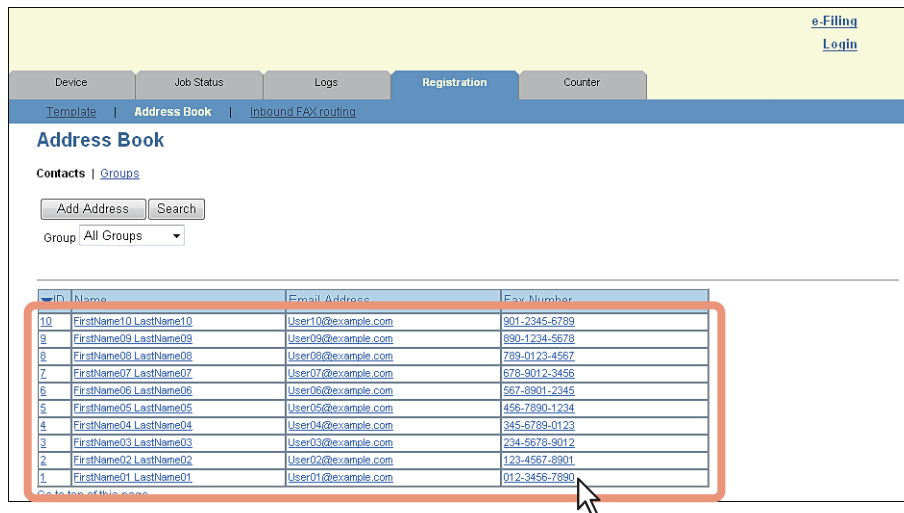 e-Filing
Login
Device Job Status Logs Registration Counter
Template | Address Book | Inbound FAX routing
Address Book
Contacts | Groups
Add Address Search
Group All Groups
ID Name Email Address Fax Number
10 FirstName10 LastName10 User10@example.com 901-2345-6789
9 FirstName09 LastName09 User09@example.com 890-1234-5678
8 FirstName08 LastName08 User08@example.com 789-0123-4567
7 FirstName07 LastName07 User07@example.com 678-9012-3456
6 FirstName06 LastName06 User06@example.com 567-8901-2345
5 FirstName05 LastName05 User05@example.com 456-7890-1234
4 FirstName04 LastName04 User04@example.com 345-6789-0123
3 FirstName03 LastName03 User03@example.com 234-5678-9012
2 FirstName02 LastName02 User02@example.com 123-4567-8901
1 FirstName01 LastName01 User01@example.com 012-3456-7890
Go to top of this page